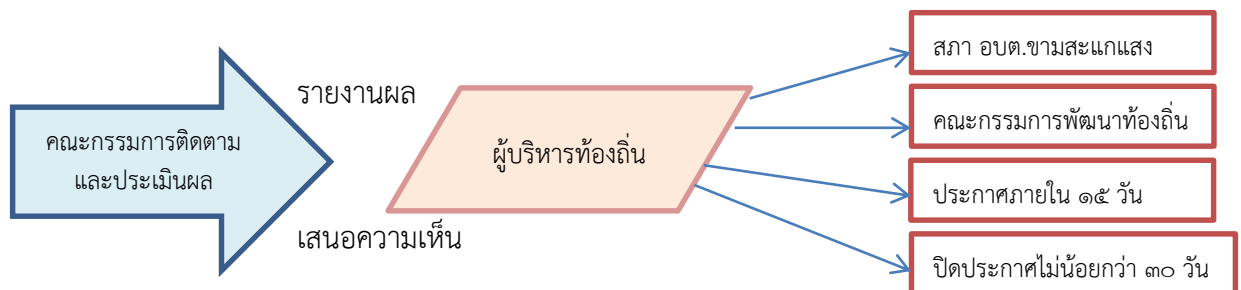 คณะกรรมการติดตาม
และประเมินผล
รายงานผล
เสนอความเห็น
ผู้บริหารท้องถิ่น
สภา อบต.ขามสะแกแสง
คณะกรรมการพัฒนาท้องถิ่น
ประกาศภายใน ๑๕ วัน
ปิดประกาศไม่น้อยกว่า ๓๐ วัน